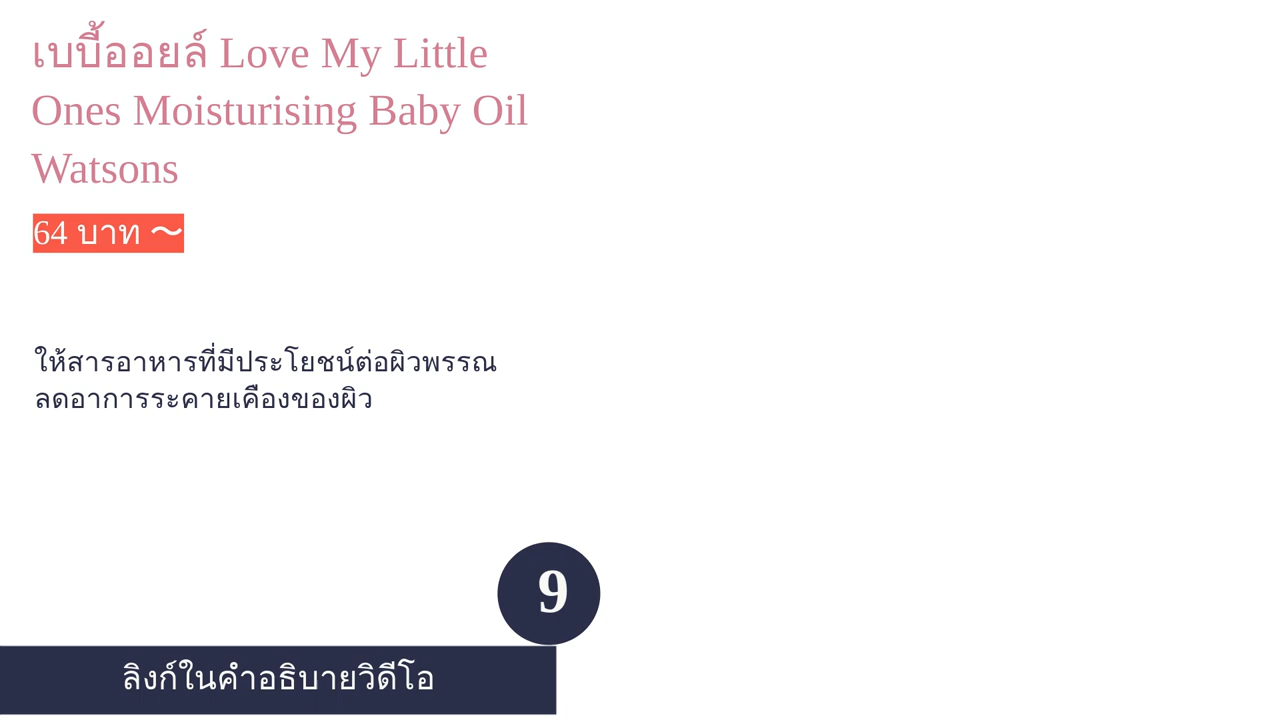 เบบี้ออยล์ Love My Little
Ones Moisturising Baby Oil
Watsons
64 บาท 〜
ให้สารอาหารที่มีประโยชน์ต่อผิวพรรณ
ลดอาการระคายเคืองของผิว
9
ลิงก์ในคำอธิบายวิดีโอ